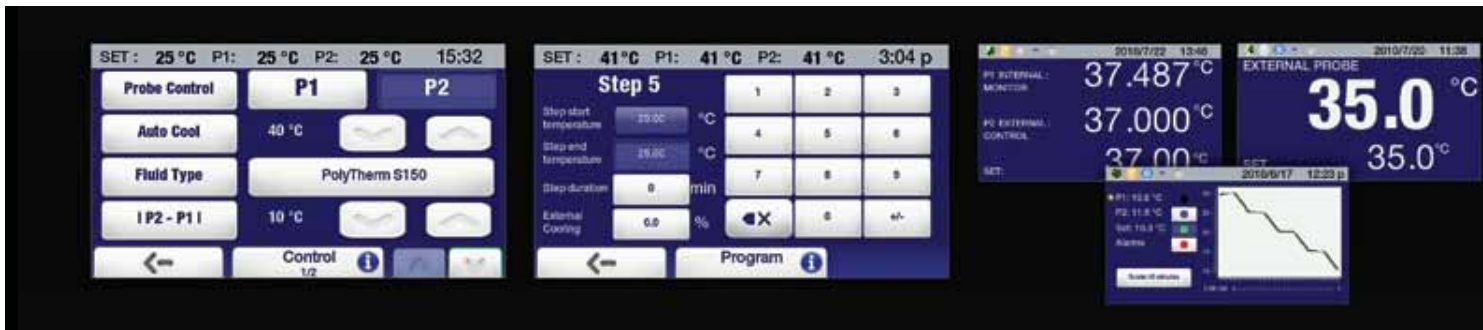 SET : 25 °C P1: 25 °C P2: 25 °C 15:32
Probe Control P1 P2
Auto Cool 40 °C
Fluid Type PolyTherm S150
I P2 - P1 I 10 °C
Control
1/2
SET : 41°C P1: 41 °C P2: 41 °C 3:04 p
Step 5
Step start
temperature 25.00 °C
Step end
temperature 25.00 °C
Step duration 0 min
External
Cooling 0.0 %
1 2 3
4 5 6
7 8 9
X 0 +/-
Program
2010/7/22 13:46
P1 INTERNAL :
MONITOR
37.487 °C
P2 EXTERNAL :
CONTROL
37.000 °C
SET: 37.00 °C
2010/7/20 11:38
EXTERNAL PROBE
35.0 °C
SET 35.0 °C
2010/6/17 12:23 p
Alarms